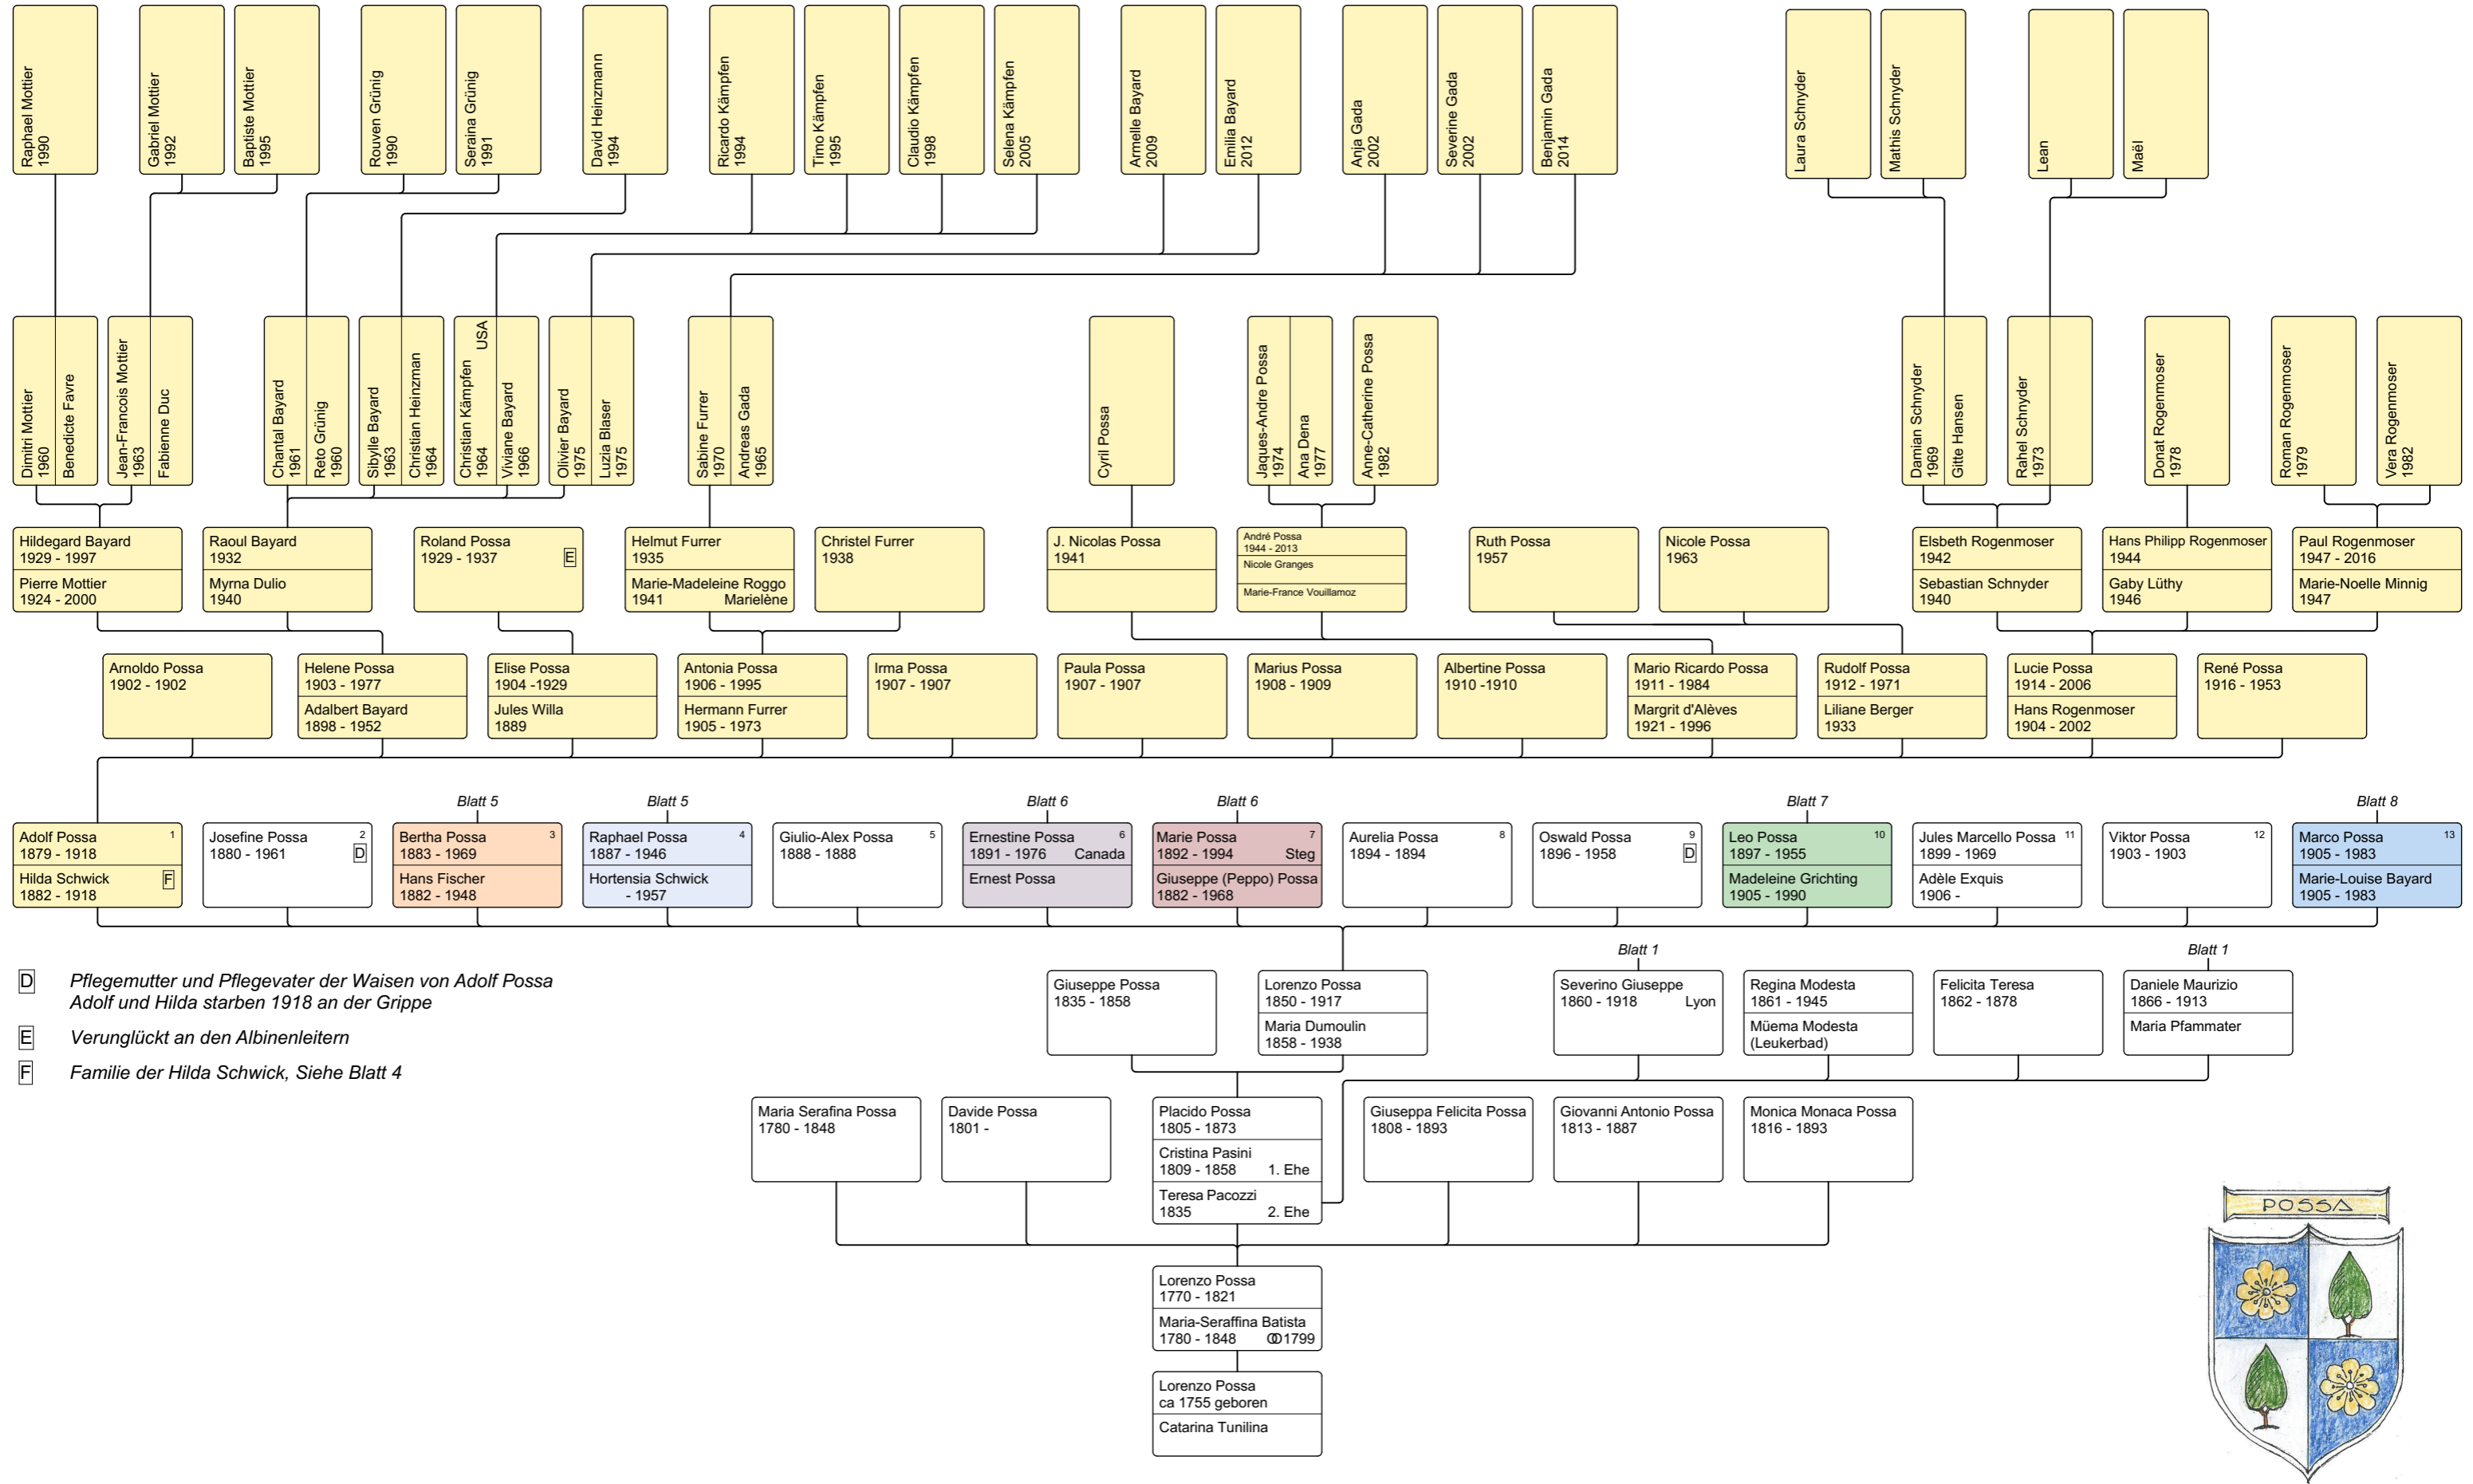 Raphael Mottier
1990
Gabriel Mottier
1992
Baptiste Mottier
1995
Rouven Grünig
1990
Seraina Grünig
1991
David Heinzmann
1994
Ricardo Kämpfen
1994
Timo Kämpfen
1995
Claudio Kämpfen
1998
Selena Kämpfen
2005
Armelle Bayard
2009
Emilia Bayard
2012
Anja Gada
2002
Severine Gada
2002
Benjamin Gada
2014
Laura Schnyder
Mathis Schnyder
Lean
Maël
Dimitri Mottier
1960
Benedicte Favre
Jean-Francois Mottier
1963
Fabienne Duc
Chantal Bayard
1961
Reto Grünig
1960
Sibylle Bayard
1963
Christian Heinzman
1964
Christian Kämpfen USA
1964
Viviane Bayard
1966
Olivier Bayard
1975
Luzia Blaser
1975
Sabine Furrer
1970
Andreas Gada
1965
Cyril Possa
Jaques-Andre Possa
1974
Ana Dena
1977
Anne-Catherine Possa
1982
Damian Schnyder
1969
Gitte Hansen
Rahel Schnyder
1973
Donat Rogenmoser
1978
Roman Rogenmoser
1979
Vera Rogenmoser
1982
Hildegard Bayard
1929 - 1997
Pierre Mottier
1924 - 2000
Raoul Bayard
1932
Myrna Dulio
1940
Roland Possa
1929 - 1937 E
Helmut Furrer
1935
Marie-Madeleine Roggo
1941 Marielène
Christel Furrer
1938
J. Nicolas Possa
1941
André Possa
1944 - 2013
Nicole Granges
Marie-France Vouillamoz
Ruth Possa
1957
Nicole Possa
1963
Elsbeth Rogenmoser
1942
Sebastian Schnyder
1940
Hans Philipp Rogenmoser
1944
Gaby Lüthy
1946
Paul Rogenmoser
1947 - 2016
Marie-Noelle Minnig
1947
Arnoldo Possa
1902 - 1902
Helene Possa
1903 - 1977
Adalbert Bayard
1898 - 1952
Elise Possa
1904 -1929
Jules Willa
1889
Antonia Possa
1906 - 1995
Hermann Furrer
1905 - 1973
Irma Possa
1907 - 1907
Paula Possa
1907 - 1907
Marius Possa
1908 - 1909
Albertine Possa
1910 -1910
Mario Ricardo Possa
1911 - 1984
Margrit d'Alèves
1921 - 1996
Rudolf Possa
1912 - 1971
Liliane Berger
1933
Lucie Possa
1914 - 2006
Hans Rogenmoser
1904 - 2002
René Possa
1916 - 1953
Blatt 5
Blatt 5
Blatt 6
Blatt 6
Blatt 7
Blatt 8
Adolf Possa 1
1879 - 1918
Hilda Schwick F
1882 - 1918
Josefine Possa 2
1880 - 1961 D
Bertha Possa 3
1883 - 1969
Hans Fischer
1882 - 1948
Raphael Possa 4
1887 - 1946
Hortensia Schwick
- 1957
Giulio-Alex Possa 5
1888 - 1888
Ernestine Possa 6
1891 - 1976 Canada
Ernest Possa
Marie Possa 7
1892 - 1994 Steg
Giuseppe (Peppo) Possa
1882 - 1968
Aurelia Possa 8
1894 - 1894
Oswald Possa 9
1896 - 1958 D
Leo Possa 10
1897 - 1955
Madeleine Grichting
1905 - 1990
Jules Marcello Possa 11
1899 - 1969
Adèle Exquis
1906 -
Viktor Possa 12
1903 - 1903
Marco Possa 13
1905 - 1983
Marie-Louise Bayard
1905 - 1983
Blatt 1
Blatt 1
D Pflegemutter und Pflegevater der Waisen von Adolf Possa
Adolf und Hilda starben 1918 an der Grippe
E Verunglückt an den Albinenleitern
F Familie der Hilda Schwick, Siehe Blatt 4
Giuseppe Possa
1835 - 1858
Lorenzo Possa
1850 - 1917
Maria Dumoulin
1858 - 1938
Severino Giuseppe
1860 - 1918 Lyon
Regina Modesta
1861 - 1945
Müema Modesta
(Leukerbad)
Felicita Teresa
1862 - 1878
Daniele Maurizio
1866 - 1913
Maria Pfammater
Maria Serafina Possa
1780 - 1848
Davide Possa
1801 -
Placido Possa
1805 - 1873
Cristina Pasini
1809 - 1858 1. Ehe
Teresa Pacozzi
1835 2. Ehe
Giuseppa Felicita Possa
1808 - 1893
Giovanni Antonio Possa
1813 - 1887
Monica Monaca Possa
1816 - 1893
Lorenzo Possa
1770 - 1821
Maria-Seraffina Batista
1780 - 1848 ⚭1799
Lorenzo Possa
ca 1755 geboren
Catarina Tunilina
POSSA